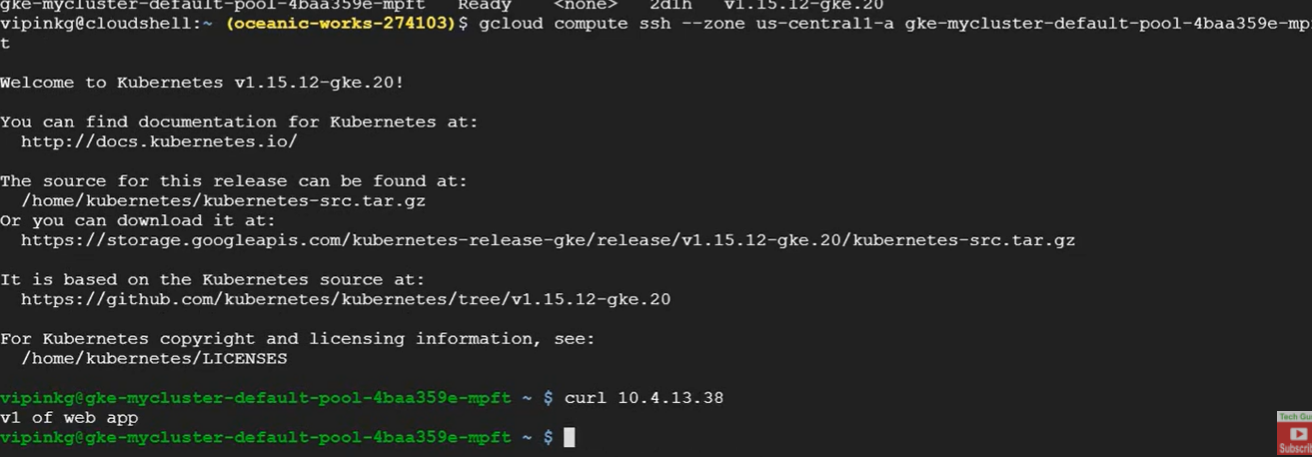 gke-mycluster-default-pool-4baa359e-mpft   Ready    <none>   2d1h   v1.15.12-gke.20
vipinkg@cloudshell:~ (oceanic-works-274103)$ gcloud compute ssh --zone us-central1-a gke-mycluster-default-pool-4baa359e-mpf
t
Welcome to Kubernetes v1.15.12-gke.20!
You can find documentation for Kubernetes at:
http://docs.kubernetes.io/
The source for this release can be found at:
/home/kubernetes/kubernetes-src.tar.gz
Or you can download it at:
https://storage.googleapis.com/kubernetes-release-gke/release/v1.15.12-gke.20/kubernetes-src.tar.gz
It is based on the Kubernetes source at:
https://github.com/kubernetes/kubernetes/tree/v1.15.12-gke.20
For Kubernetes copyright and licensing information, see:
/home/kubernetes/LICENSES
vipinkg@gke-mycluster-default-pool-4baa359e-mpft ~ $ curl 10.4.13.38
v1 of web app
vipinkg@gke-mycluster-default-pool-4baa359e-mpft ~ $
Tech Gu
Subscri